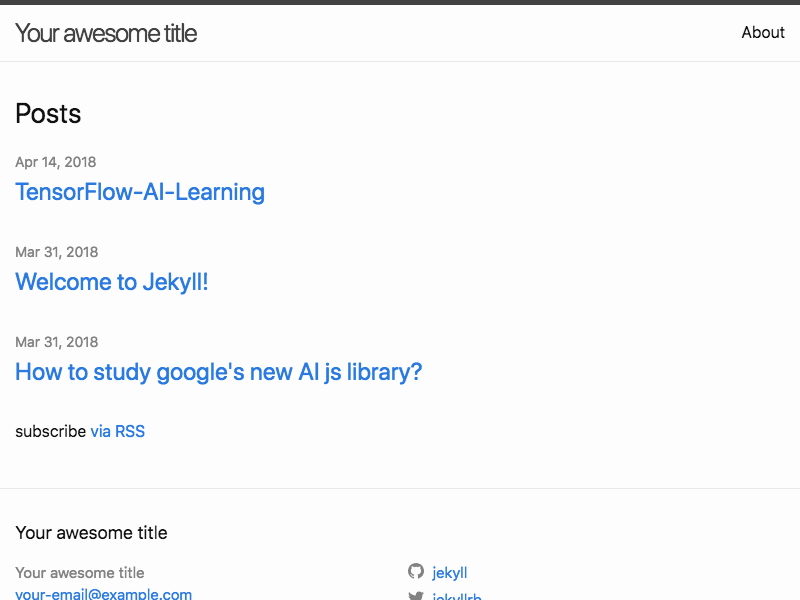 Your awesome title
About
Posts
Apr 14, 2018
TensorFlow-AI-Learning
Mar 31, 2018
Welcome to Jekyll!
Mar 31, 2018
How to study google's new AI js library?
subscribe via RSS
Your awesome title
Your awesome title
jekyll
your-email@example.com
jekyllrb